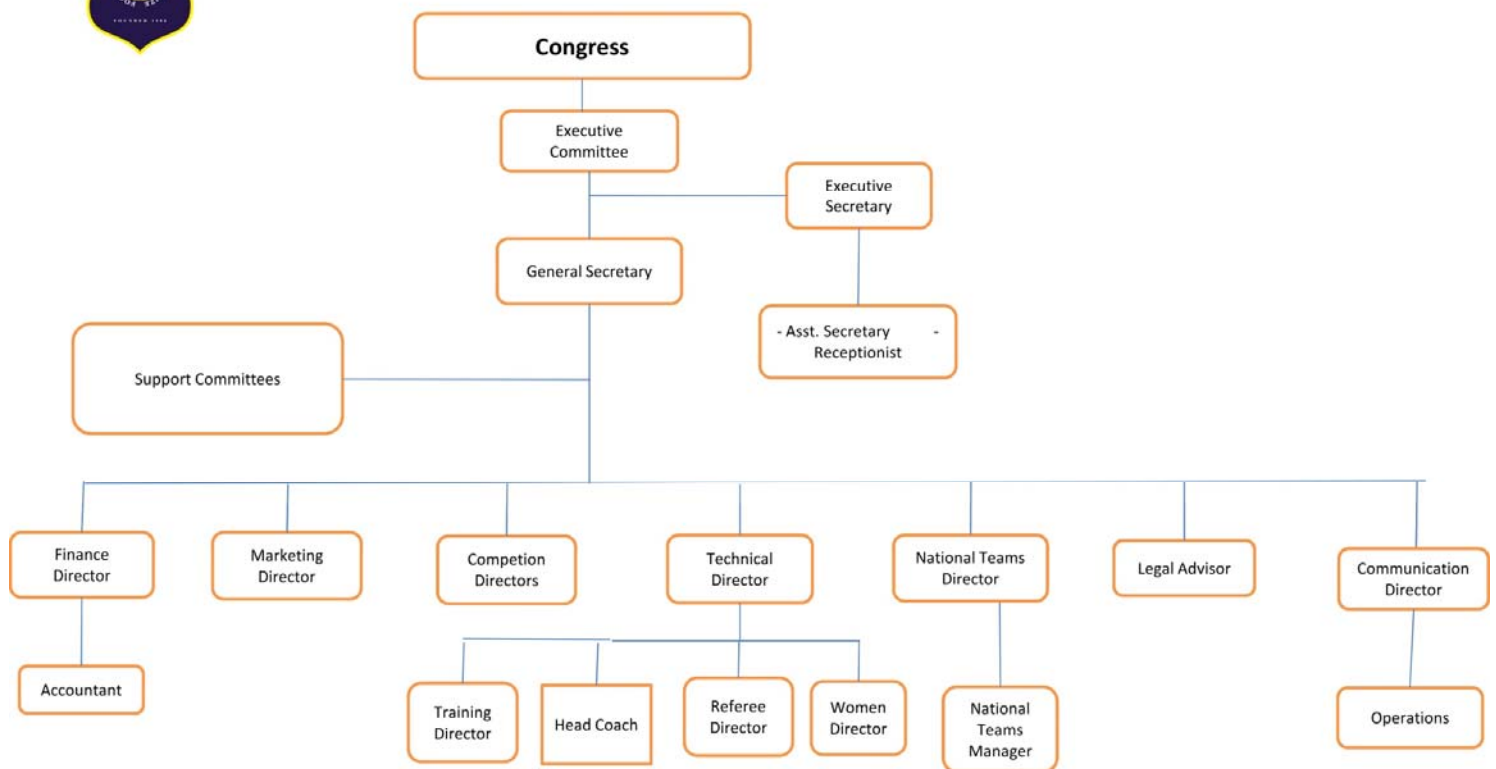 FOUNDED 1986
Congress
Executive
Committee
Executive
Secretary
General Secretary
- Asst. Secretary -
Receptionist
Support Committees
Finance
Director
Marketing
Director
Competion
Directors
Technical
Director
National Teams
Director
Legal Advisor
Communication
Director
Accountant
Training
Director
Head Coach
Referee
Director
Women
Director
National
Teams
Manager
Operations